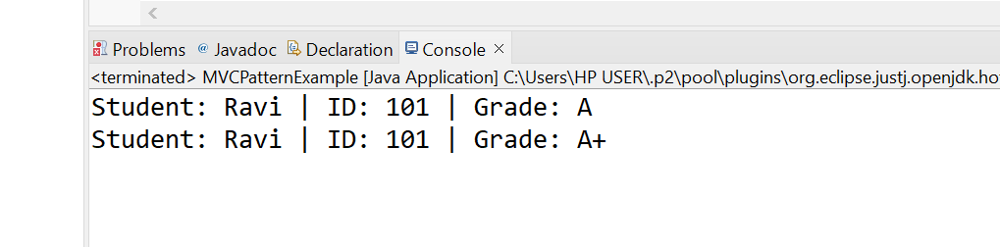 Problems Javadoc Declaration Console
<terminated> MVCPatternExample [Java Application] C:\Users\HP USER\.p2\pool\plugins\org.eclipse.justj.openjdk.ho
Student: Ravi | ID: 101 | Grade: A
Student: Ravi | ID: 101 | Grade: A+